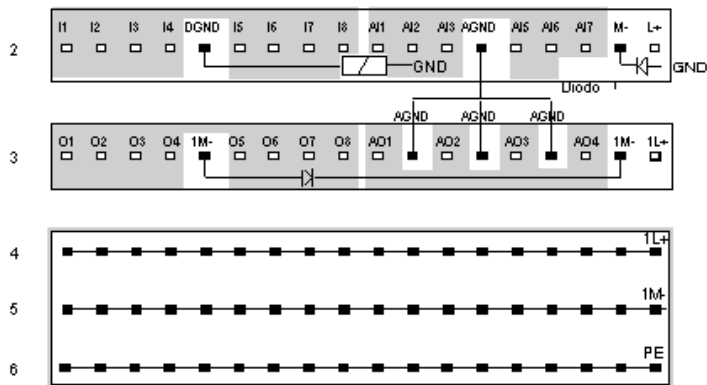 I1 I2 I3 I4 DGND I5 I6 I7 I8 AI1 AI2 AI3 AGND AI5 AI6 AI7 M- L+
2
GND
GND
Diodo
AGND AGND AGND
O1 O2 O3 O4 1M- O5 O6 O7 O8 AO1 AO2 AO3 AO4 1M- 1L+
3
1L+
4
1M-
5
PE
6